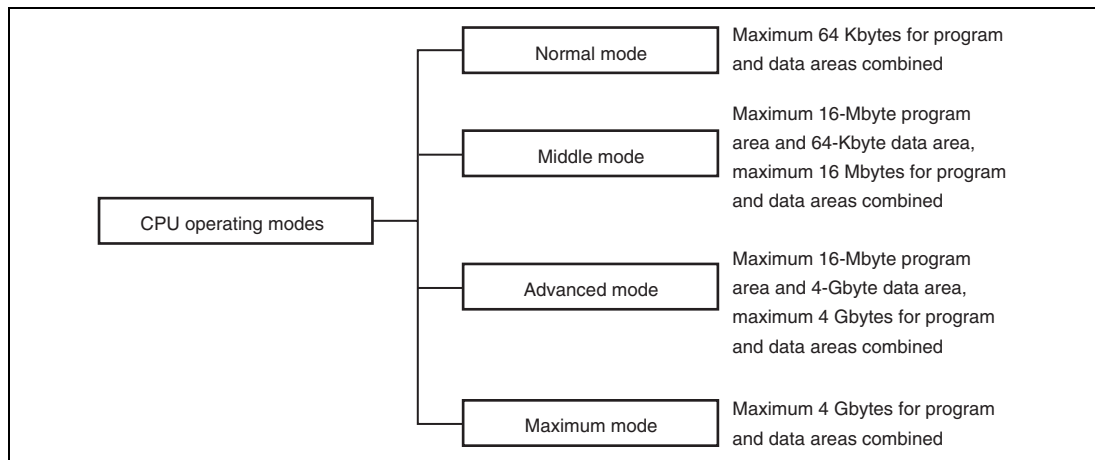 CPU operating modes
Normal mode
Maximum 64 Kbytes for program
and data areas combined
Middle mode
Maximum 16-Mbyte program
area and 64-Kbyte data area,
maximum 16 Mbytes for program
and data areas combined
Advanced mode
Maximum 16-Mbyte program
area and 4-Gbyte data area,
maximum 4 Gbytes for program
and data areas combined
Maximum mode
Maximum 4 Gbytes for program
and data areas combined